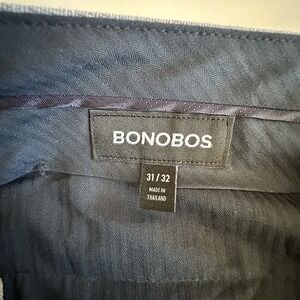 BONOBOS
31 / 32
MADE IN
THAILAND